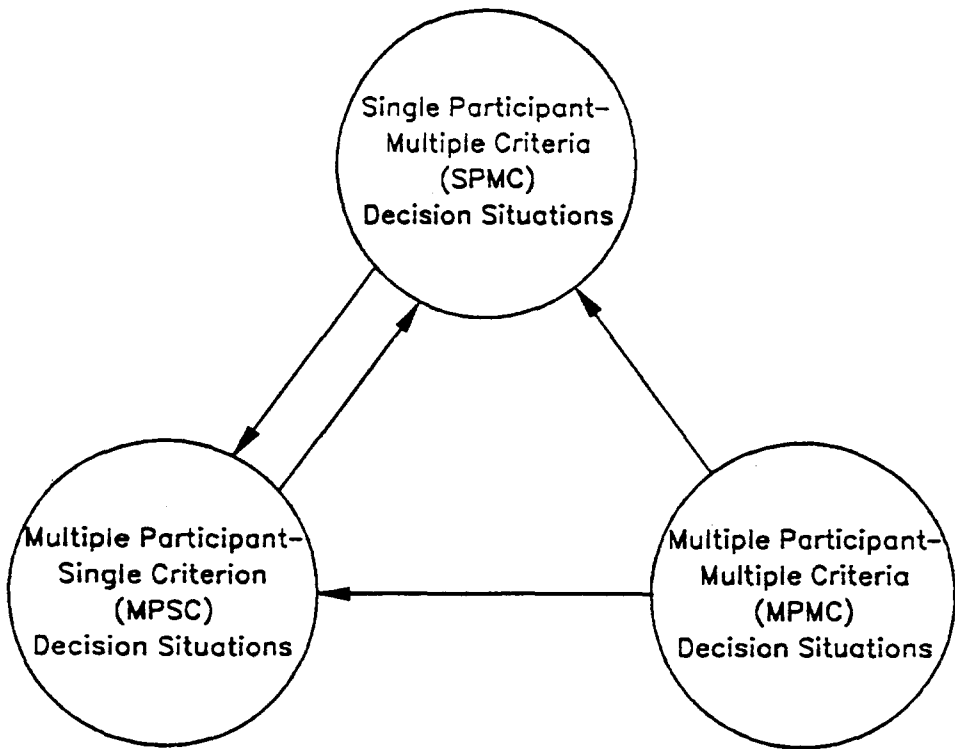 Single Participant-
Multiple Criteria
(SPMC)
Decision Situations
Multiple Participant-
Single Criterion
(MPSC)
Decision Situations
Multiple Participant-
Multiple Criteria
(MPMC)
Decision Situations